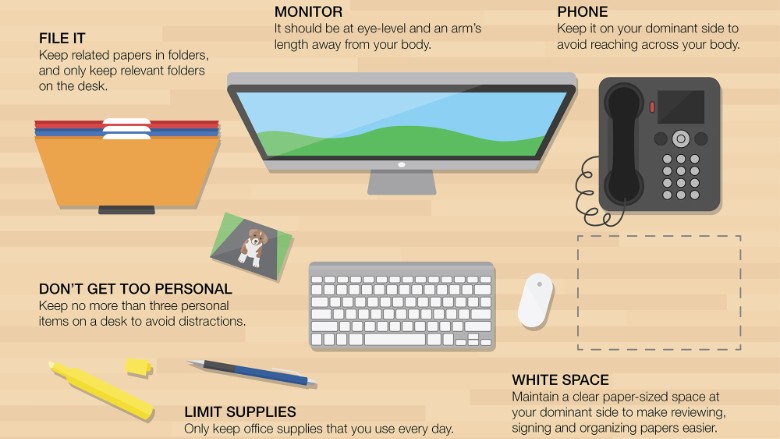 FILE IT
Keep related papers in folders,
and only keep relevant folders
on the desk.
MONITOR
It should be at eye-level and an arm's
length away from your body.
PHONE
Keep it on your dominant side to
avoid reaching across your body.
DON'T GET TOO PERSONAL
Keep no more than three personal
items on a desk to avoid distractions.
LIMIT SUPPLIES
Only keep office supplies that you use every day.
WHITE SPACE
Maintain a clear paper-sized space at
your dominant side to make reviewing,
signing and organizing papers easier.